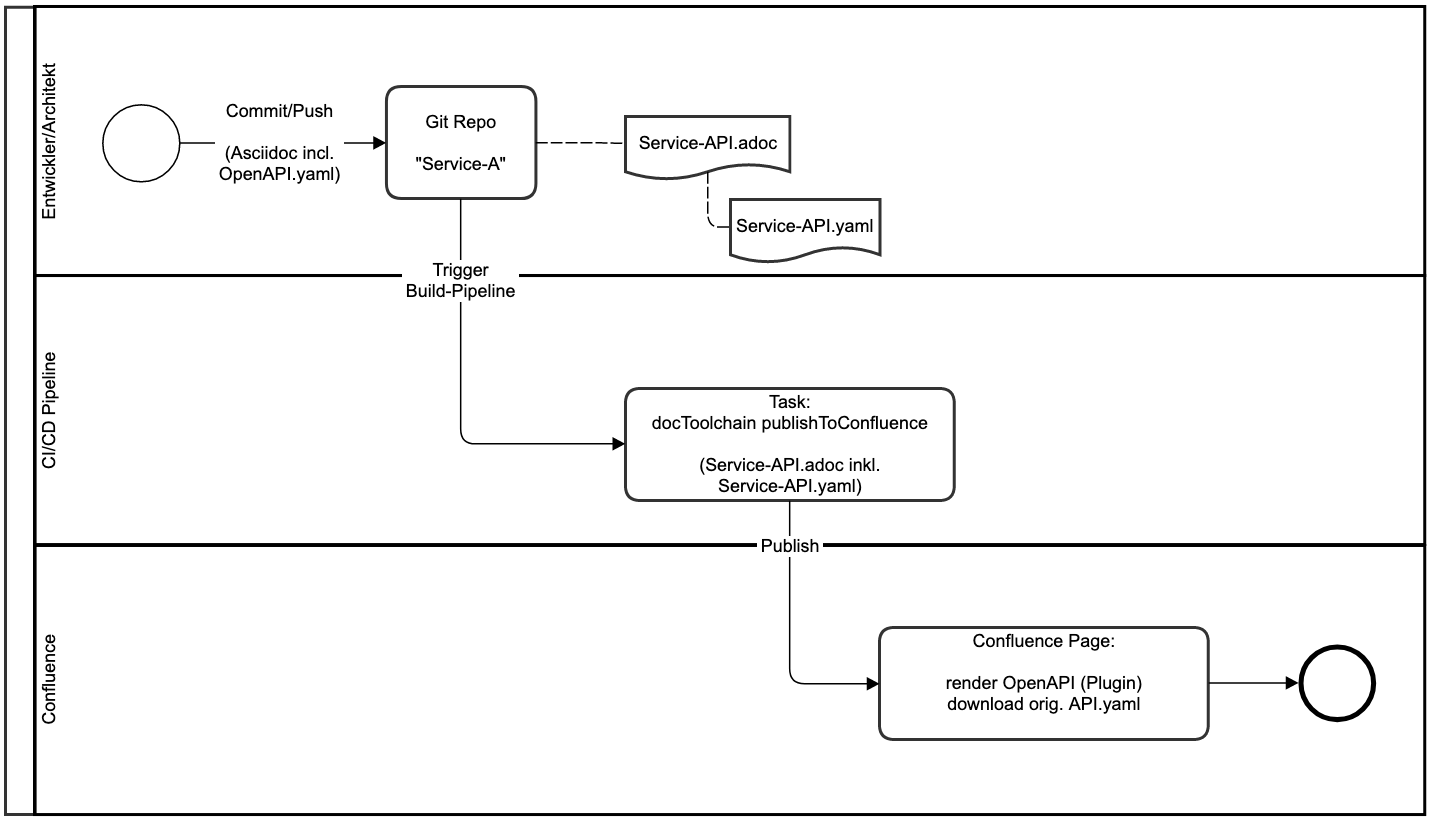 Entwickler/Architekt
Commit/Push
(Asciidoc incl.
OpenAPI.yaml)
Git Repo
"Service-A"
Service-API.adoc
Service-API.yaml
Trigger
Build-Pipeline
CI/CD Pipeline
Task:
docToolchain publishToConfluence
(Service-API.adoc inkl.
Service-API.yaml)
Publish
Confluence
Confluence Page:
render OpenAPI (Plugin)
download orig. API.yaml